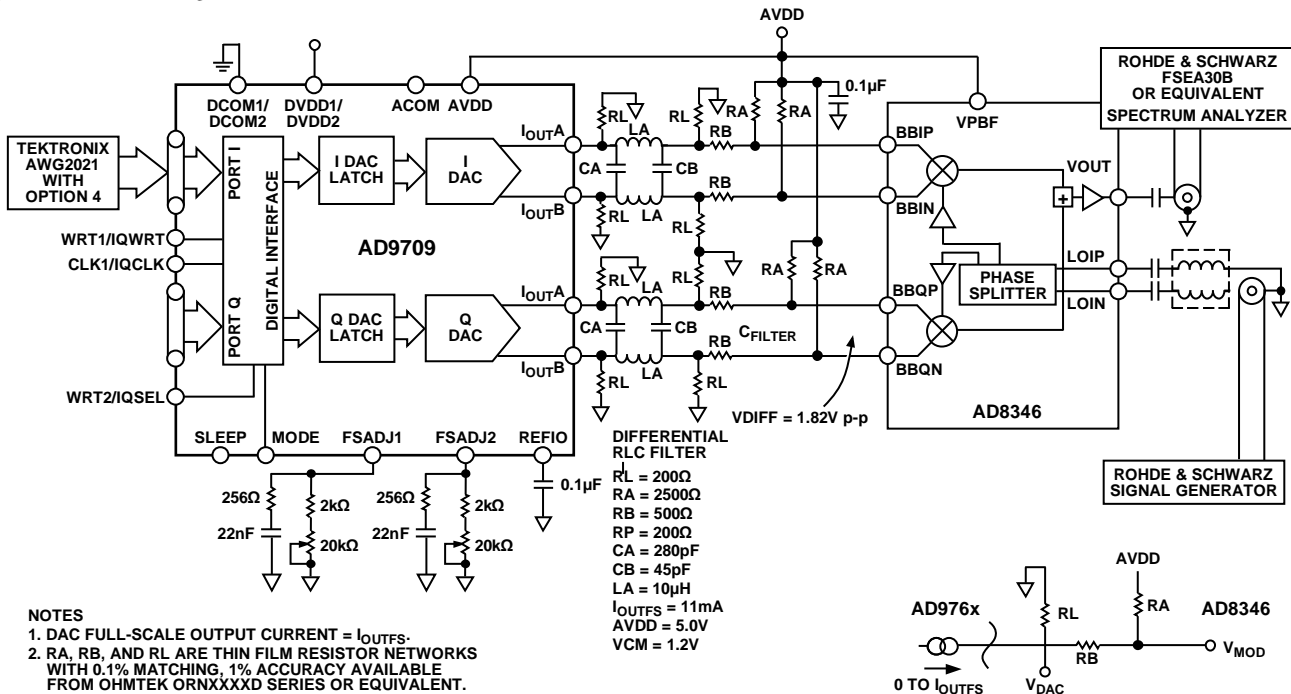 AVDD
ROHDE & SCHWARZ
FSEA30B
OR EQUIVALENT
SPECTRUM ANALYZER
DCOM1/
DCOM2
DVDD1/
DVDD2
ACOM
AVDD
0.1µF
VPBF
TEKTRONIX
AWG2021
WITH
OPTION 4
PORT I
DIGITAL INTERFACE
PORT Q
I DAC
LATCH
I
DAC
IOUTA
IOUTB
RL
LA
RL
CA
CB
RB
RA
RA
RL
LA
RB
RL
BBIP
BBIN
VOUT
+
AD9709
WRT1/IQWRT
CLK1/IQCLK
Q DAC
LATCH
Q
DAC
IOUTA
IOUTB
RL
LA
RL
CA
CB
RB
RA
RA
CFILTER
RL
LA
RB
RL
BBQP
BBQN
PHASE
SPLITTER
LOIP
LOIN
WRT2/IQSEL
VDIFF = 1.82V p-p
AD8346
SLEEP
MODE
FSADJ1
FSADJ2
REFIO
256Ω
22nF
2kΩ
20kΩ
256Ω
22nF
2kΩ
20kΩ
0.1µF
DIFFERENTIAL
RLC FILTER
RL = 200Ω
RA = 2500Ω
RB = 500Ω
RP = 200Ω
CA = 280pF
CB = 45pF
LA = 10µH
IOUTFS = 11mA
AVDD = 5.0V
VCM = 1.2V
ROHDE & SCHWARZ
SIGNAL GENERATOR
NOTES
1. DAC FULL-SCALE OUTPUT CURRENT = IOUTFS.
2. RA, RB, AND RL ARE THIN FILM RESISTOR NETWORKS
WITH 0.1% MATCHING, 1% ACCURACY AVAILABLE
FROM OHMTEK ORNXXXXD SERIES OR EQUIVALENT.
AD976x
0 TO IOUTFS
RL
VDAC
RB
AVDD
RA
AD8346
VMOD